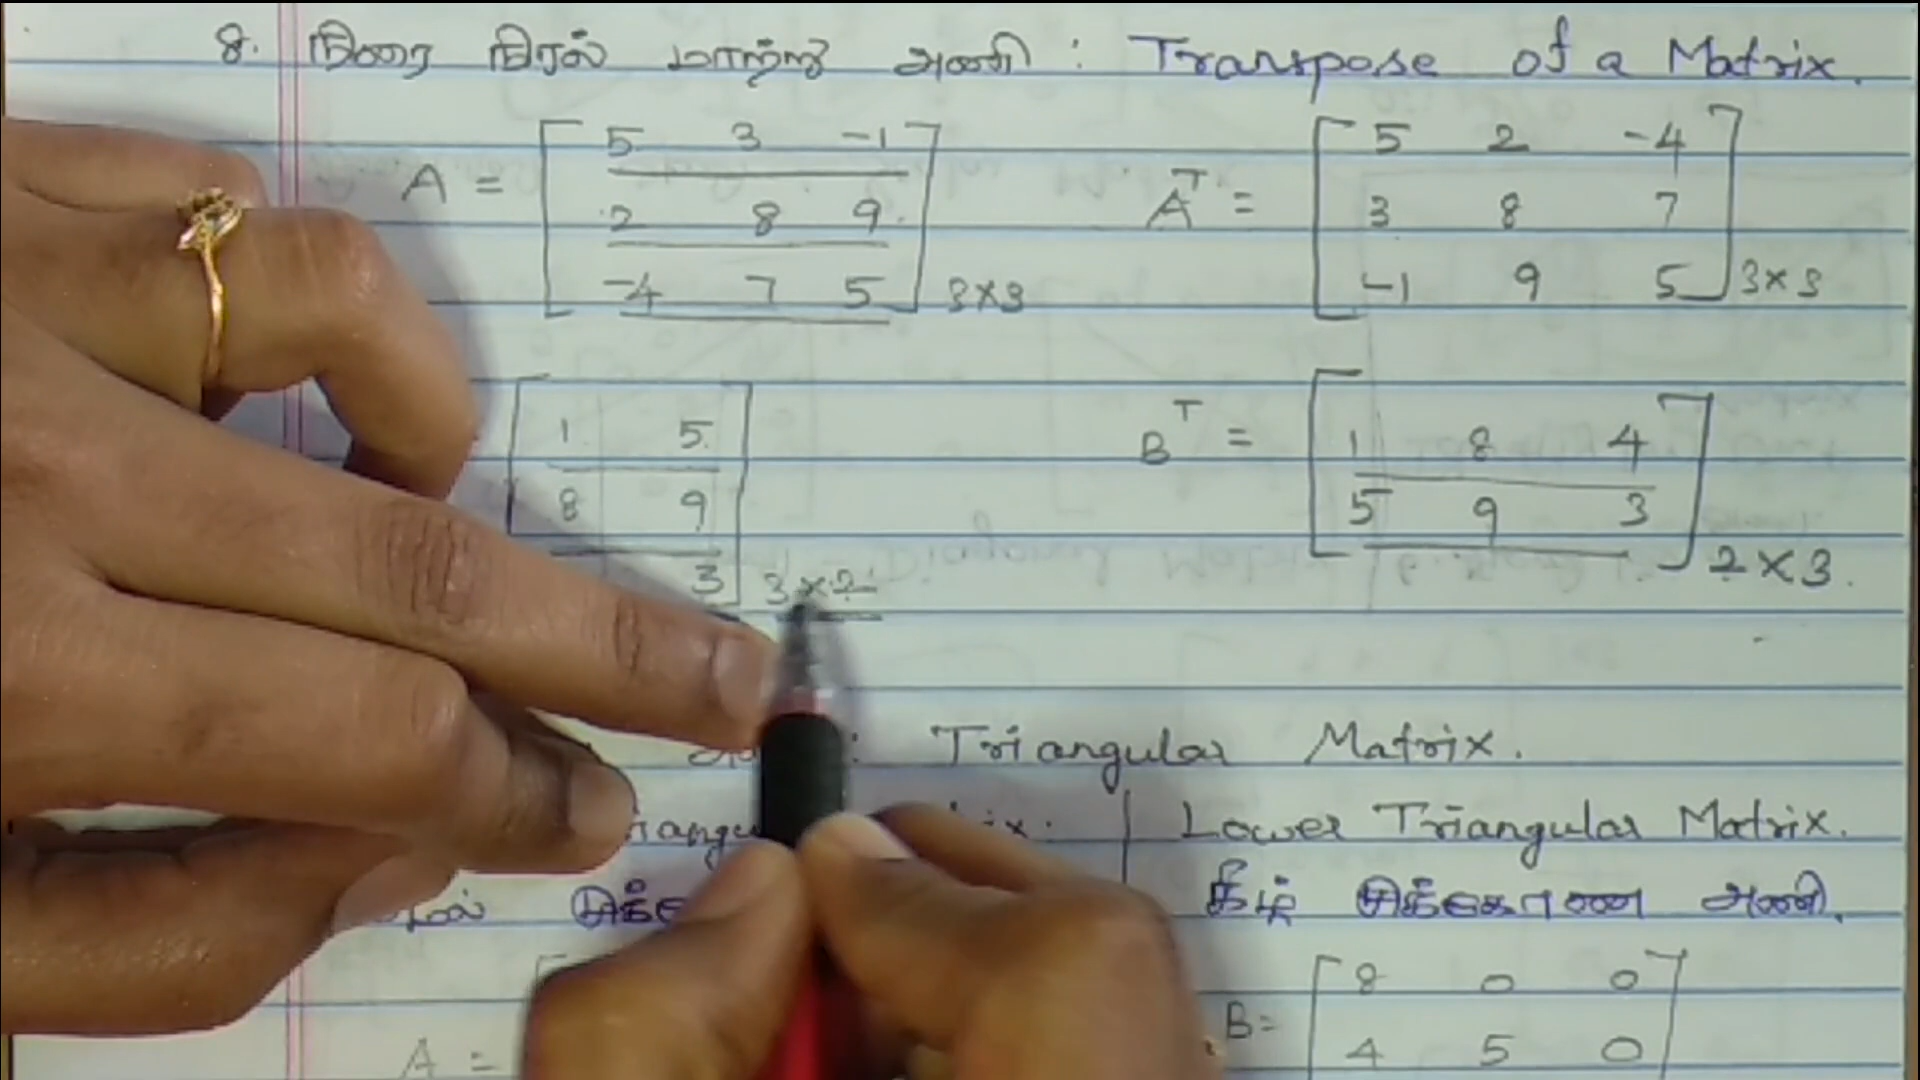 8. நிரை நிரல் மாற்று அணி : Transpose of a Matrix.
A = [ 5 3 -1
2 8 9
-4 7 5 ] 3×3
Aᵀ = [ 5 2 -4
3 8 7
-1 9 5 ] 3×3
[ 1 5
8 9
3 ] 3×2
Bᵀ = [ 1 8 4
5 9 3 ] 2×3.
: Triangular Matrix.
Lower Triangular Matrix.
கீழ் முக்கோண அணி.
A =
B = [ 8 0 0
4 5 0